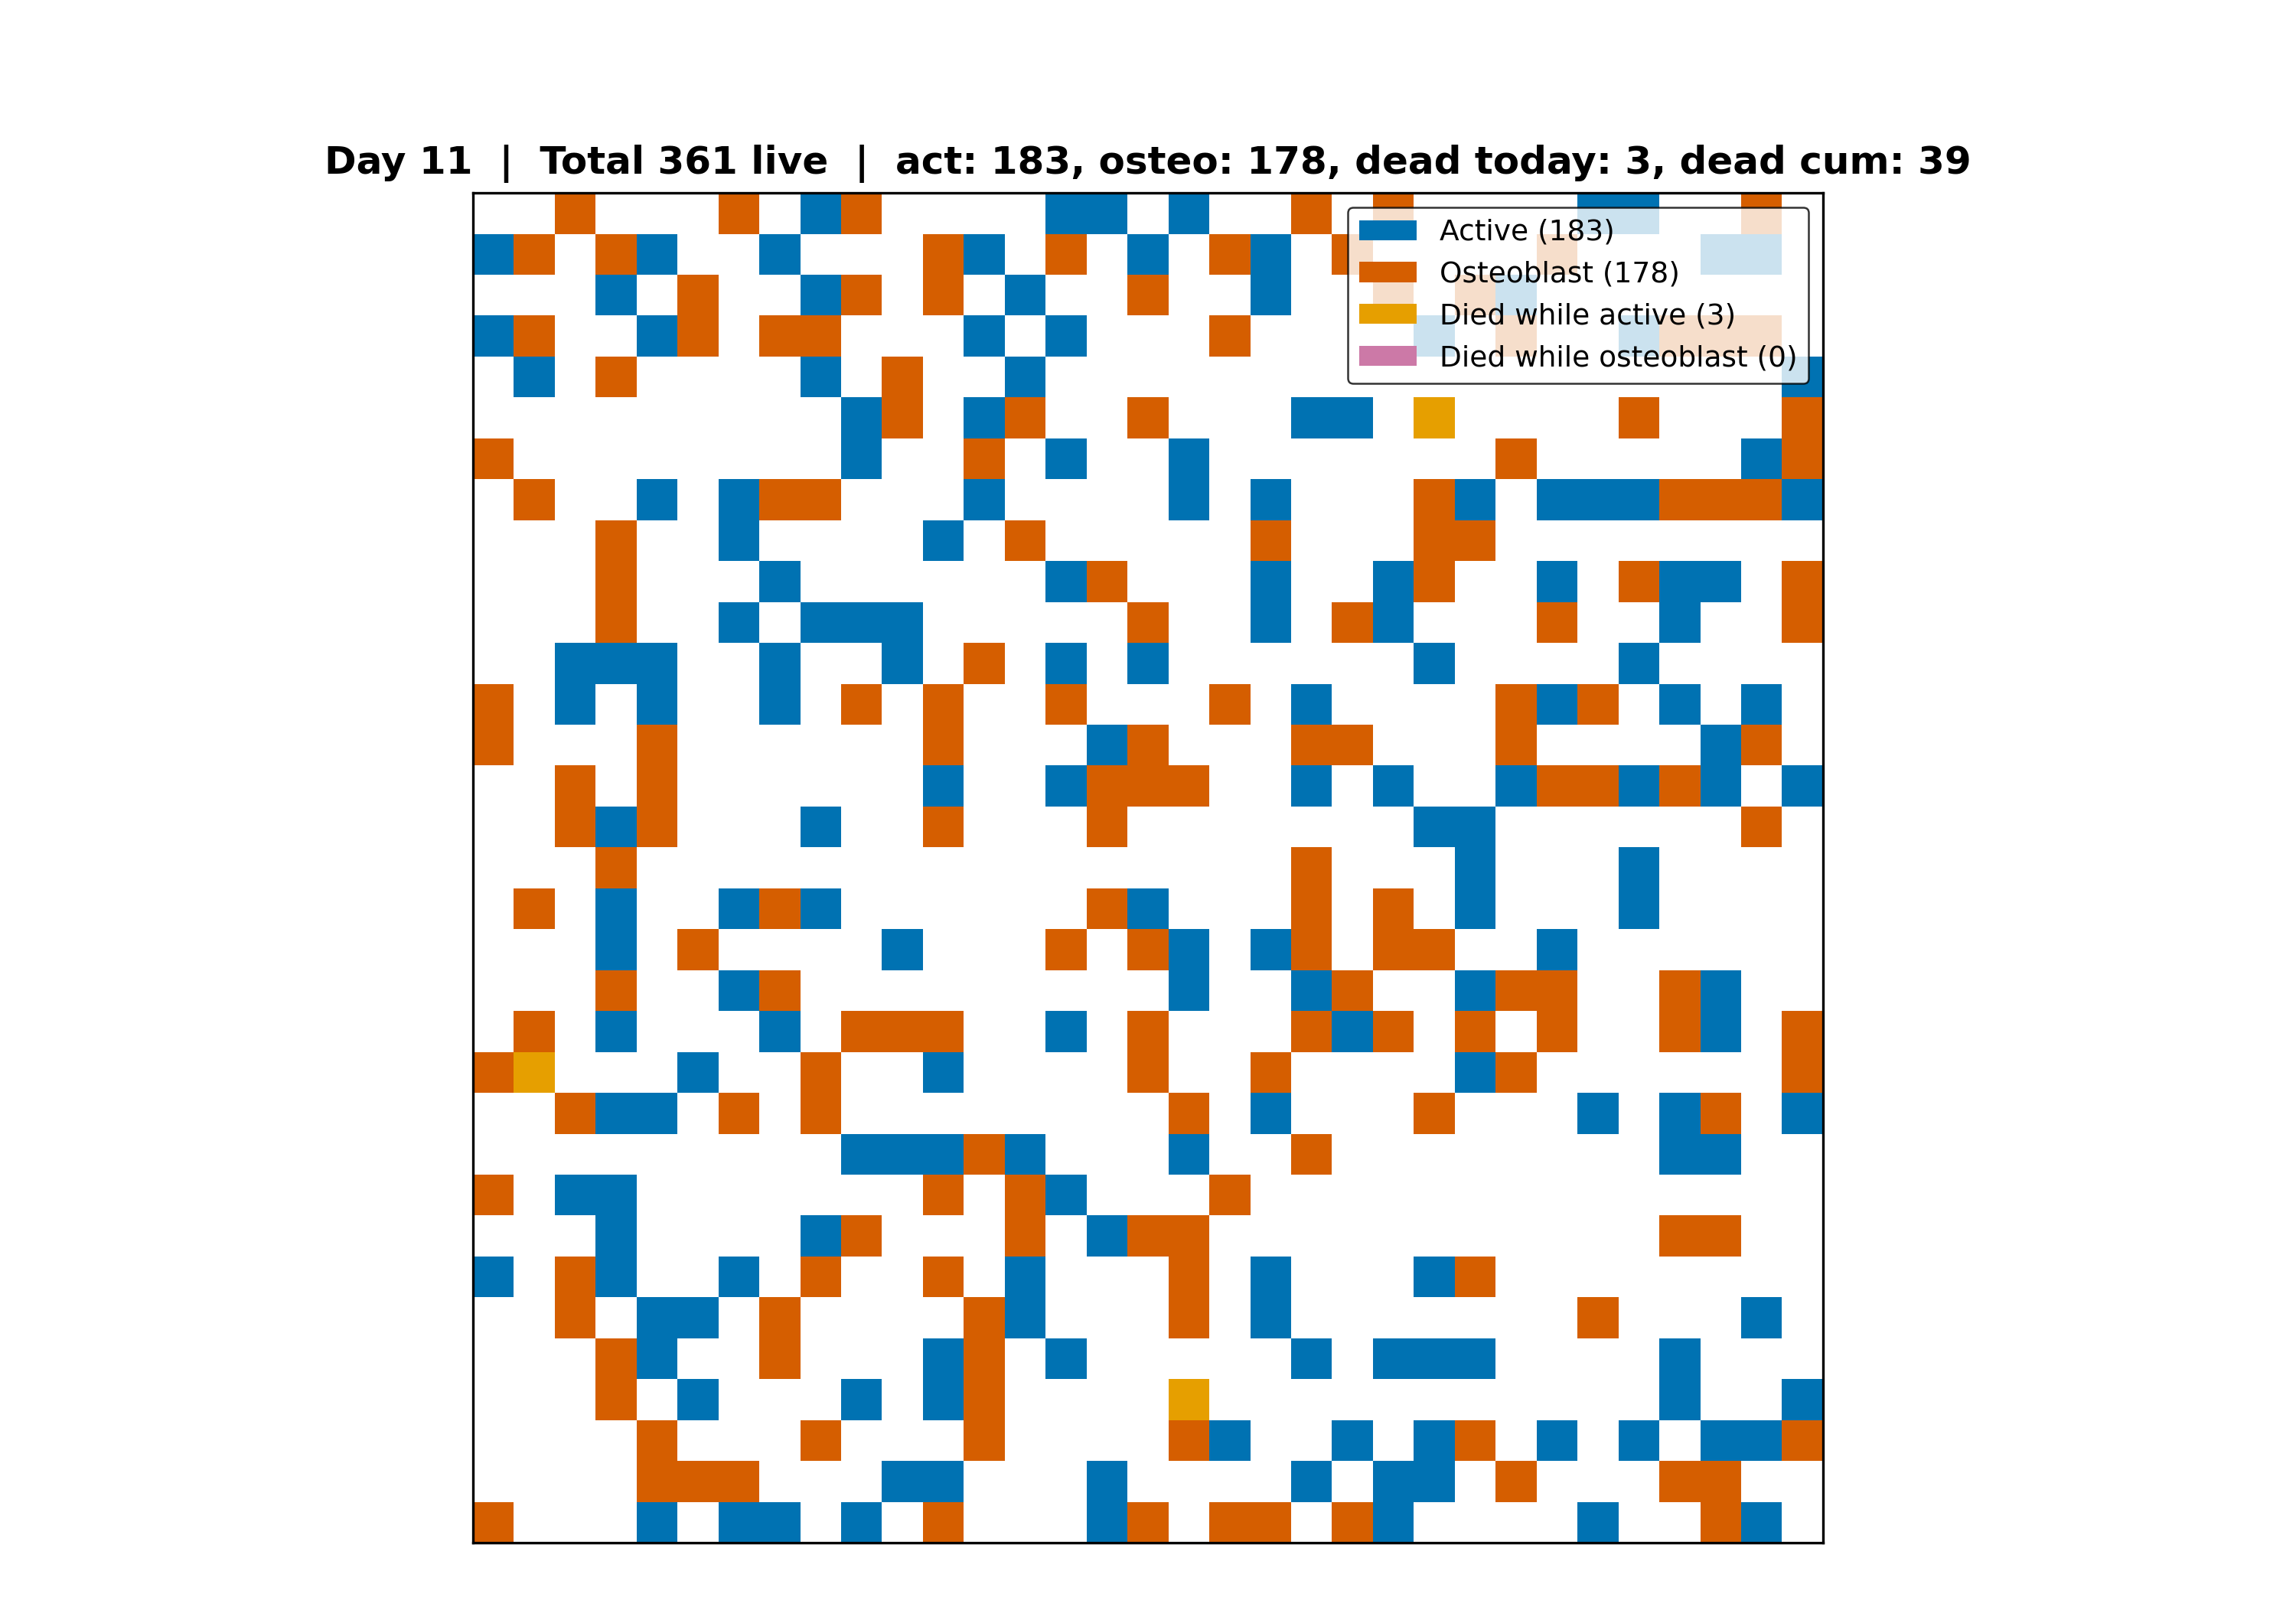 Day 11 | Total 361 live | act: 183, osteo: 178, dead today: 3, dead cum: 39
Active (183)
Osteoblast (178)
Died while active (3)
Died while osteoblast (0)